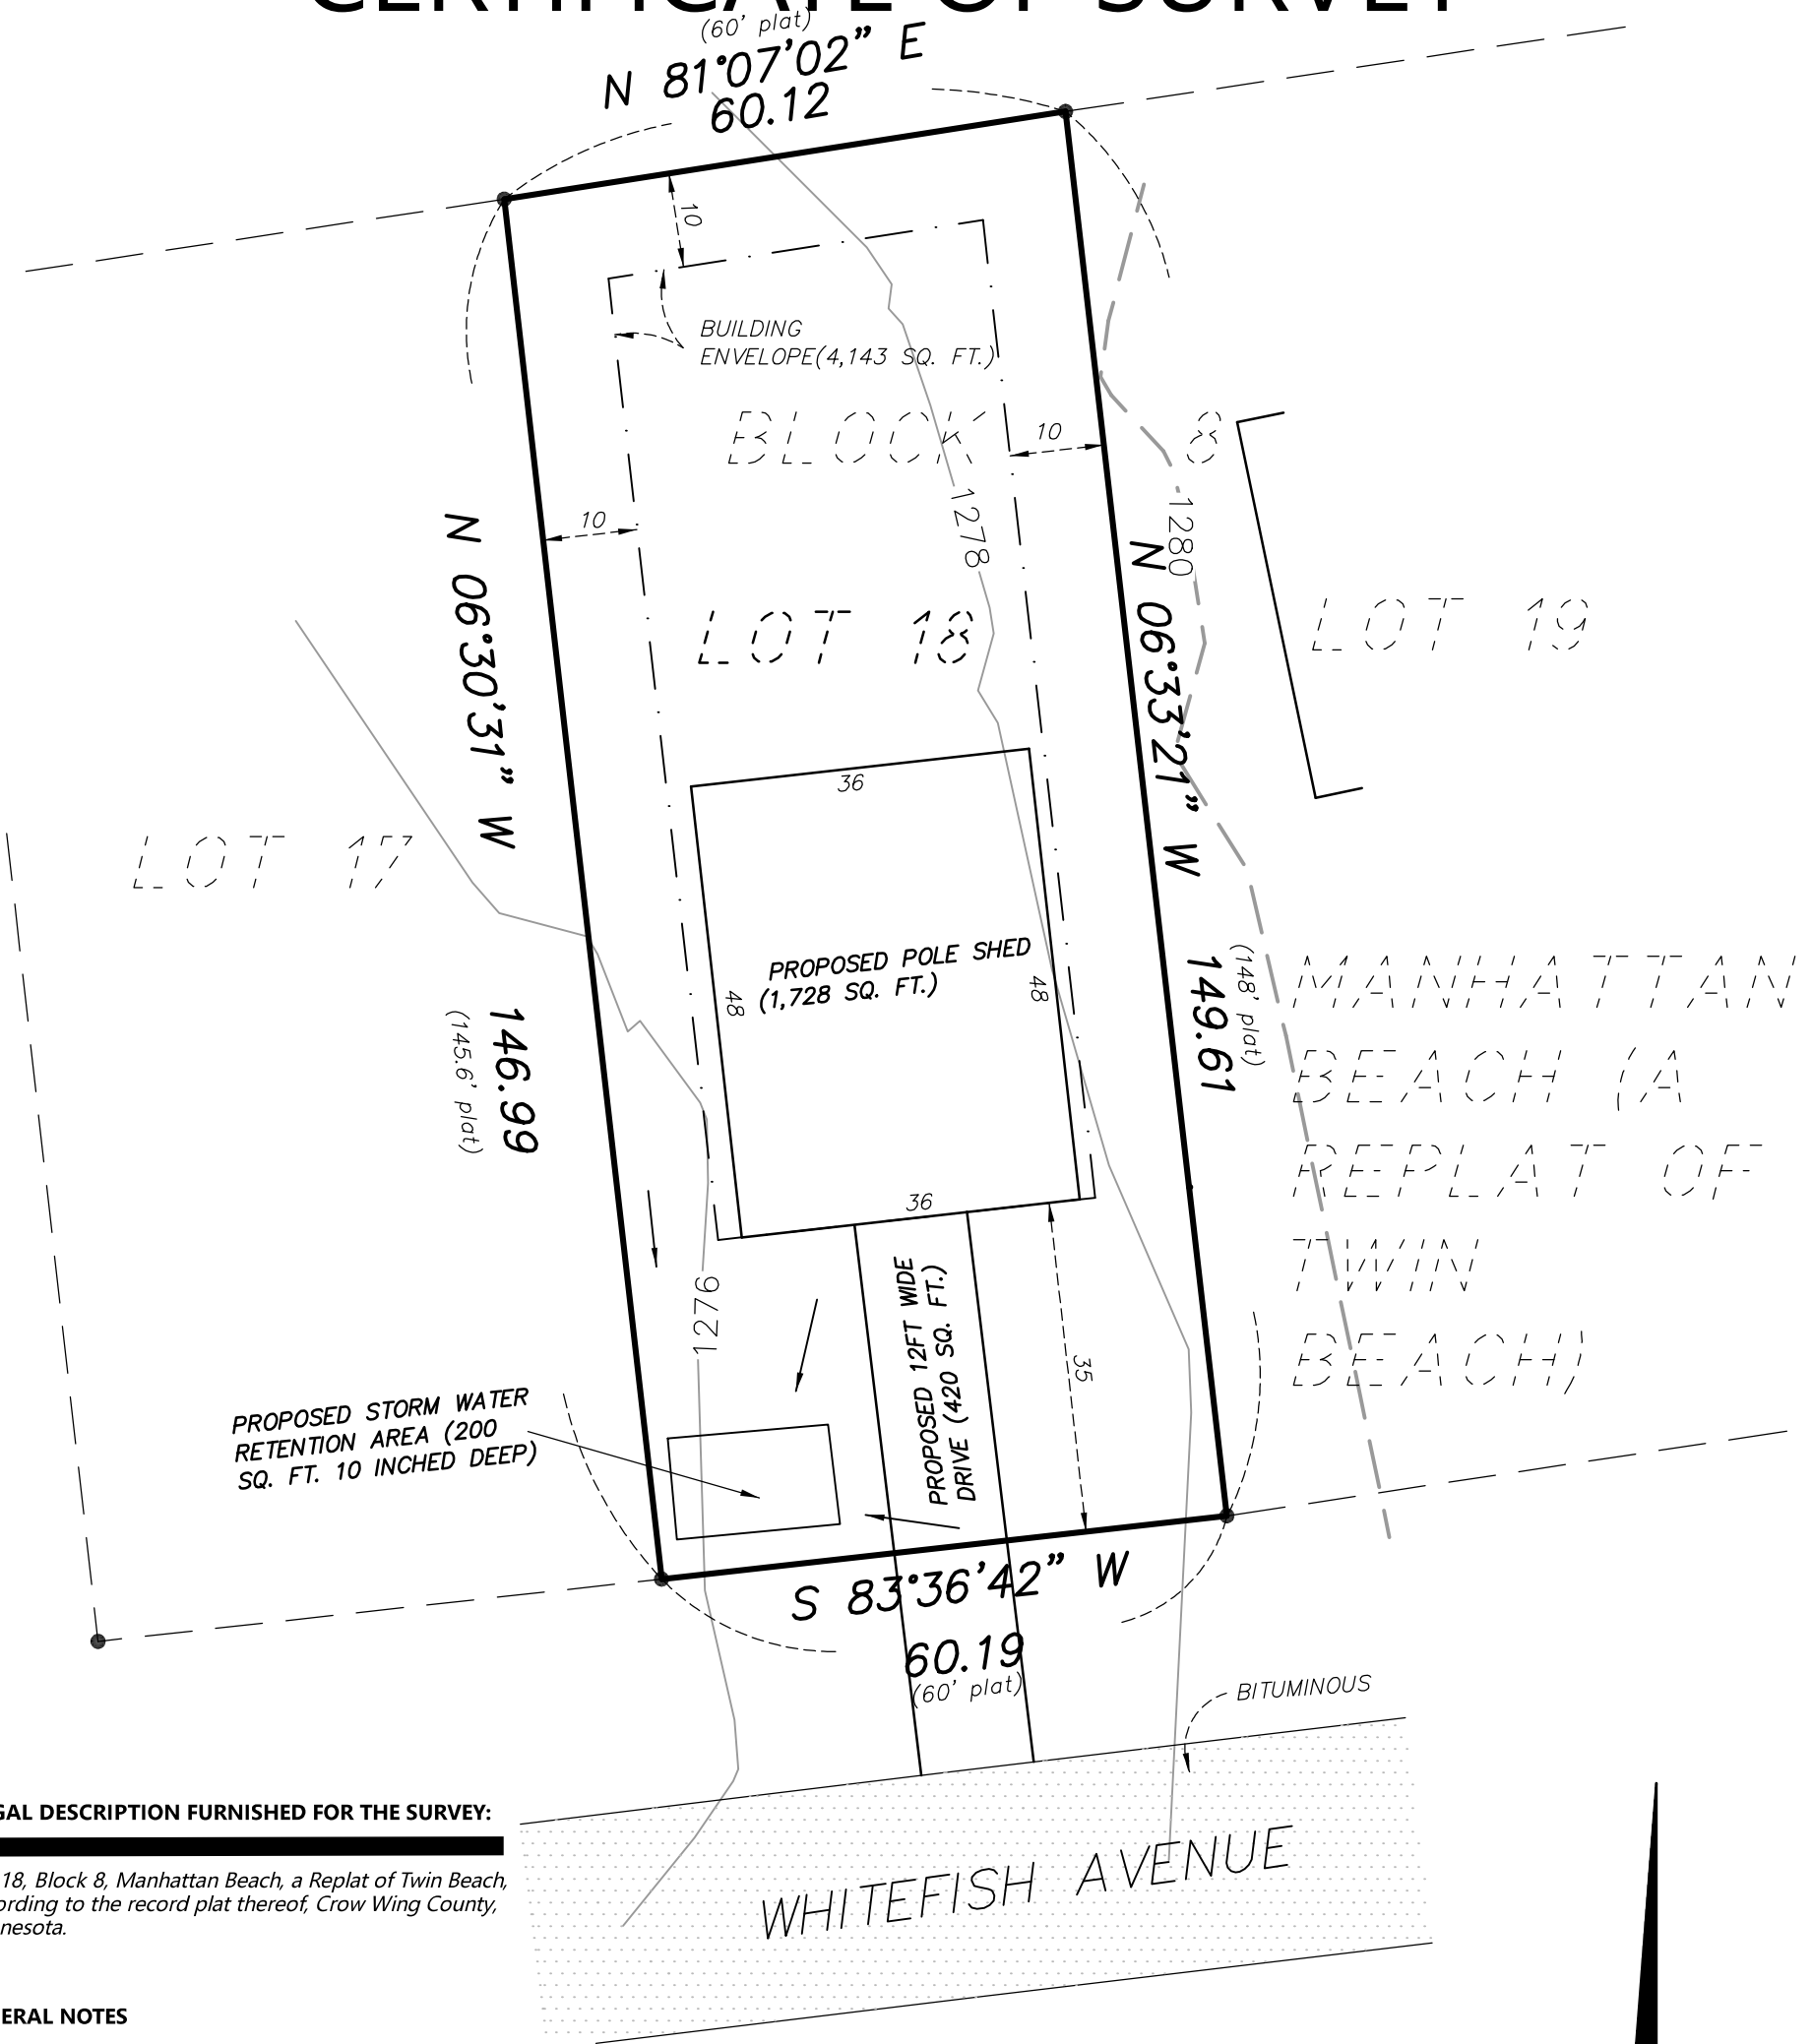 CERTIFICATE OF SURVEY
(60' plat)
N 81°07'02" E
60.12
10
BUILDING
ENVELOPE(4,143 SQ. FT.)
BLOCK 8
10
10
1278
1280
N 06°30'31" W
N 06°33'21" W
LOT 18
LOT 19
LOT 17
36
PROPOSED POLE SHED
(1,728 SQ. FT.)
48
48
36
146.99
(145.6' plat)
149.61
(148' plat)
MANHATTAN
BEACH (A
REPLAT OF
TWIN
BEACH)
1276
PROPOSED 12FT WIDE
DRIVE (420 SQ. FT.)
35
PROPOSED STORM WATER
RETENTION AREA (200
SQ. FT. 10 INCHED DEEP)
S 83°36'42" W
60.19
(60' plat)
BITUMINOUS
WHITEFISH AVENUE
GAL DESCRIPTION FURNISHED FOR THE SURVEY:
18, Block 8, Manhattan Beach, a Replat of Twin Beach,
ording to the record plat thereof, Crow Wing County,
nesota.
ERAL NOTES